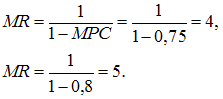 MR = 1/(1−MPC) = 1/(1−0,75) = 4,
MR = 1/(1−0,8) = 5.